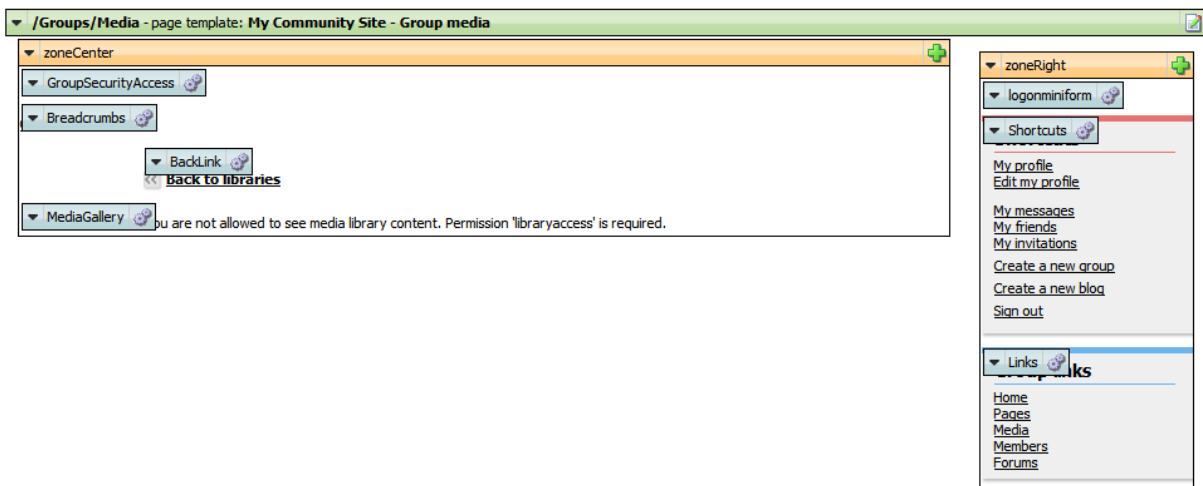 /Groups/Media - page template: My Community Site - Group media
zoneCenter
GroupSecurityAccess
Breadcrumbs
BackLink
Back to libraries
MediaGallery
ou are not allowed to see media library content. Permission 'libraryaccess' is required.
zoneRight
logonminiform
Shortcuts
My profile
Edit my profile
My messages
My friends
My invitations
Create a new group
Create a new blog
Sign out
Links
Home
Pages
Media
Members
Forums